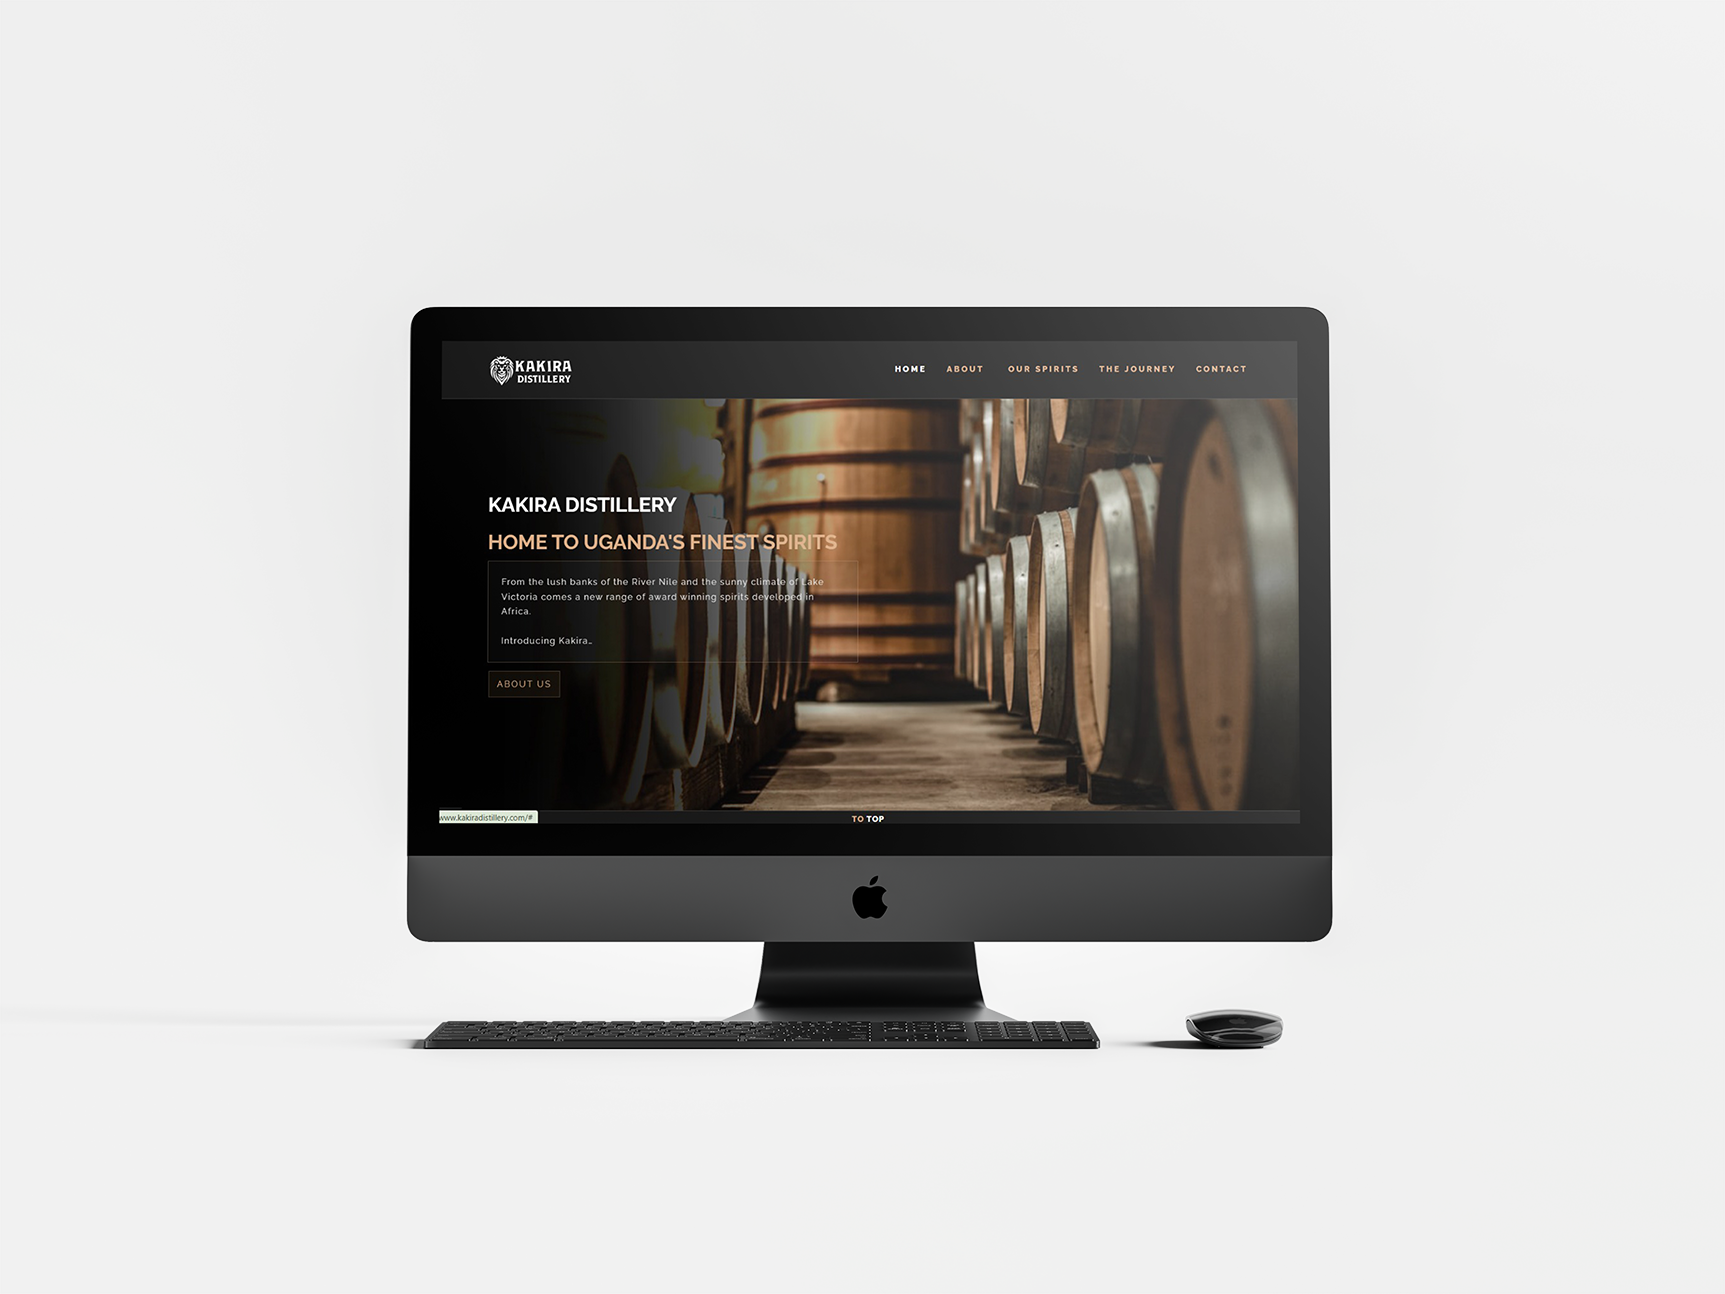 KAKIRA
DISTILLERY
HOME ABOUT OUR SPIRITS THE JOURNEY CONTACT
KAKIRA DISTILLERY
HOME TO UGANDA'S FINEST SPIRITS
From the lush banks of the River Nile and the sunny climate of Lake
Victoria comes a new range of award winning spirits developed in
Africa.
Introducing Kakira...
ABOUT US
www.kakiradistillery.com/#
TO TOP